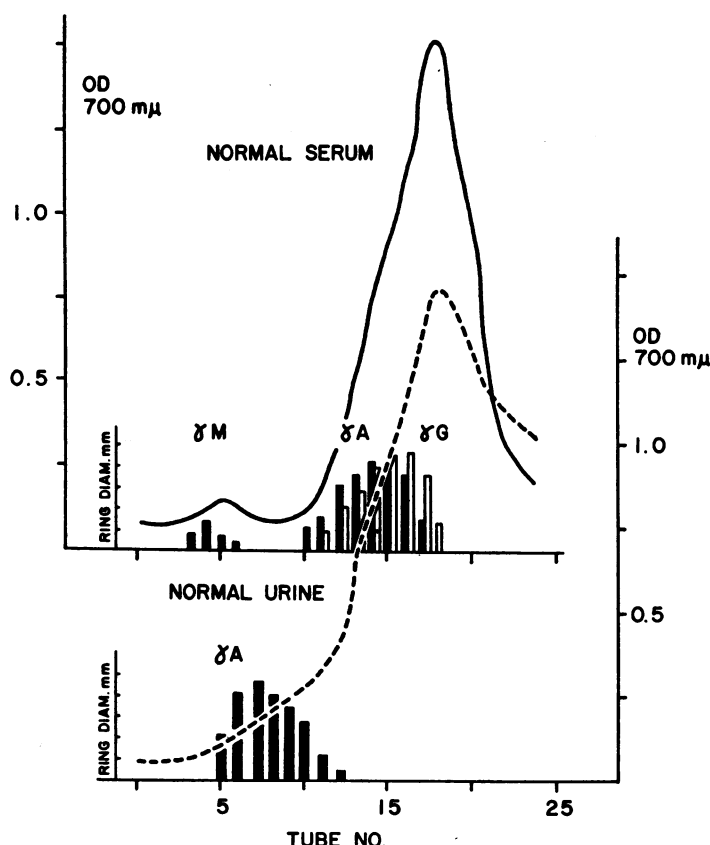 OD
700 mμ
NORMAL SERUM
1.0
0.5
OD
700 mμ
1.0
0.5
γM
γA
γG
RING DIAM. mm
NORMAL URINE
γA
RING DIAM. mm
5
15
25
TUBE NO.